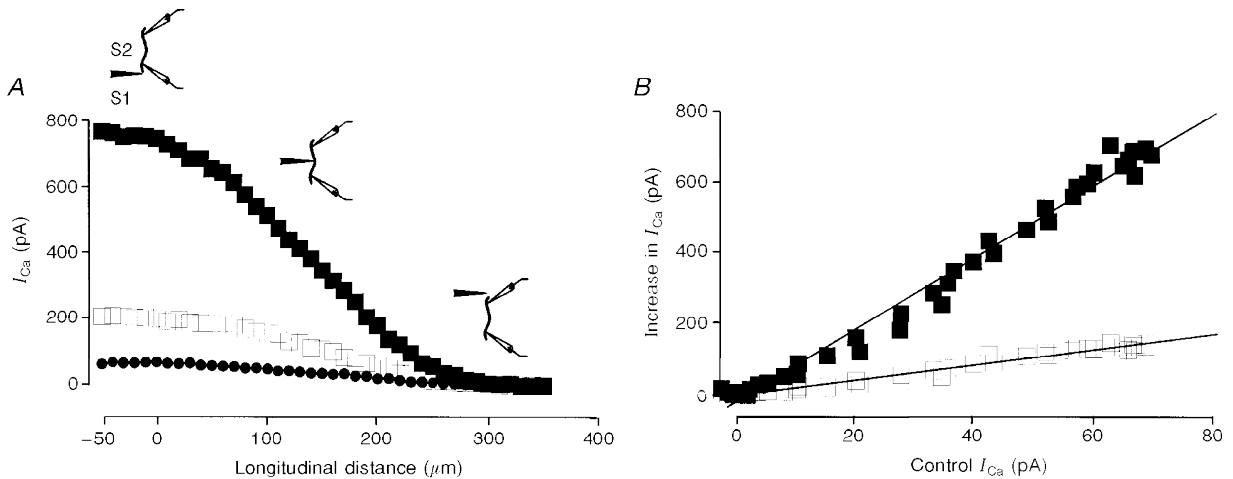 A
S2
S1
800
600
400
200
0
I_Ca (pA)
−50 0 100 200 300 400
Longitudinal distance (μm)
B
800
600
400
200
0
Increase in I_Ca (pA)
0 20 40 60 80
Control I_Ca (pA)